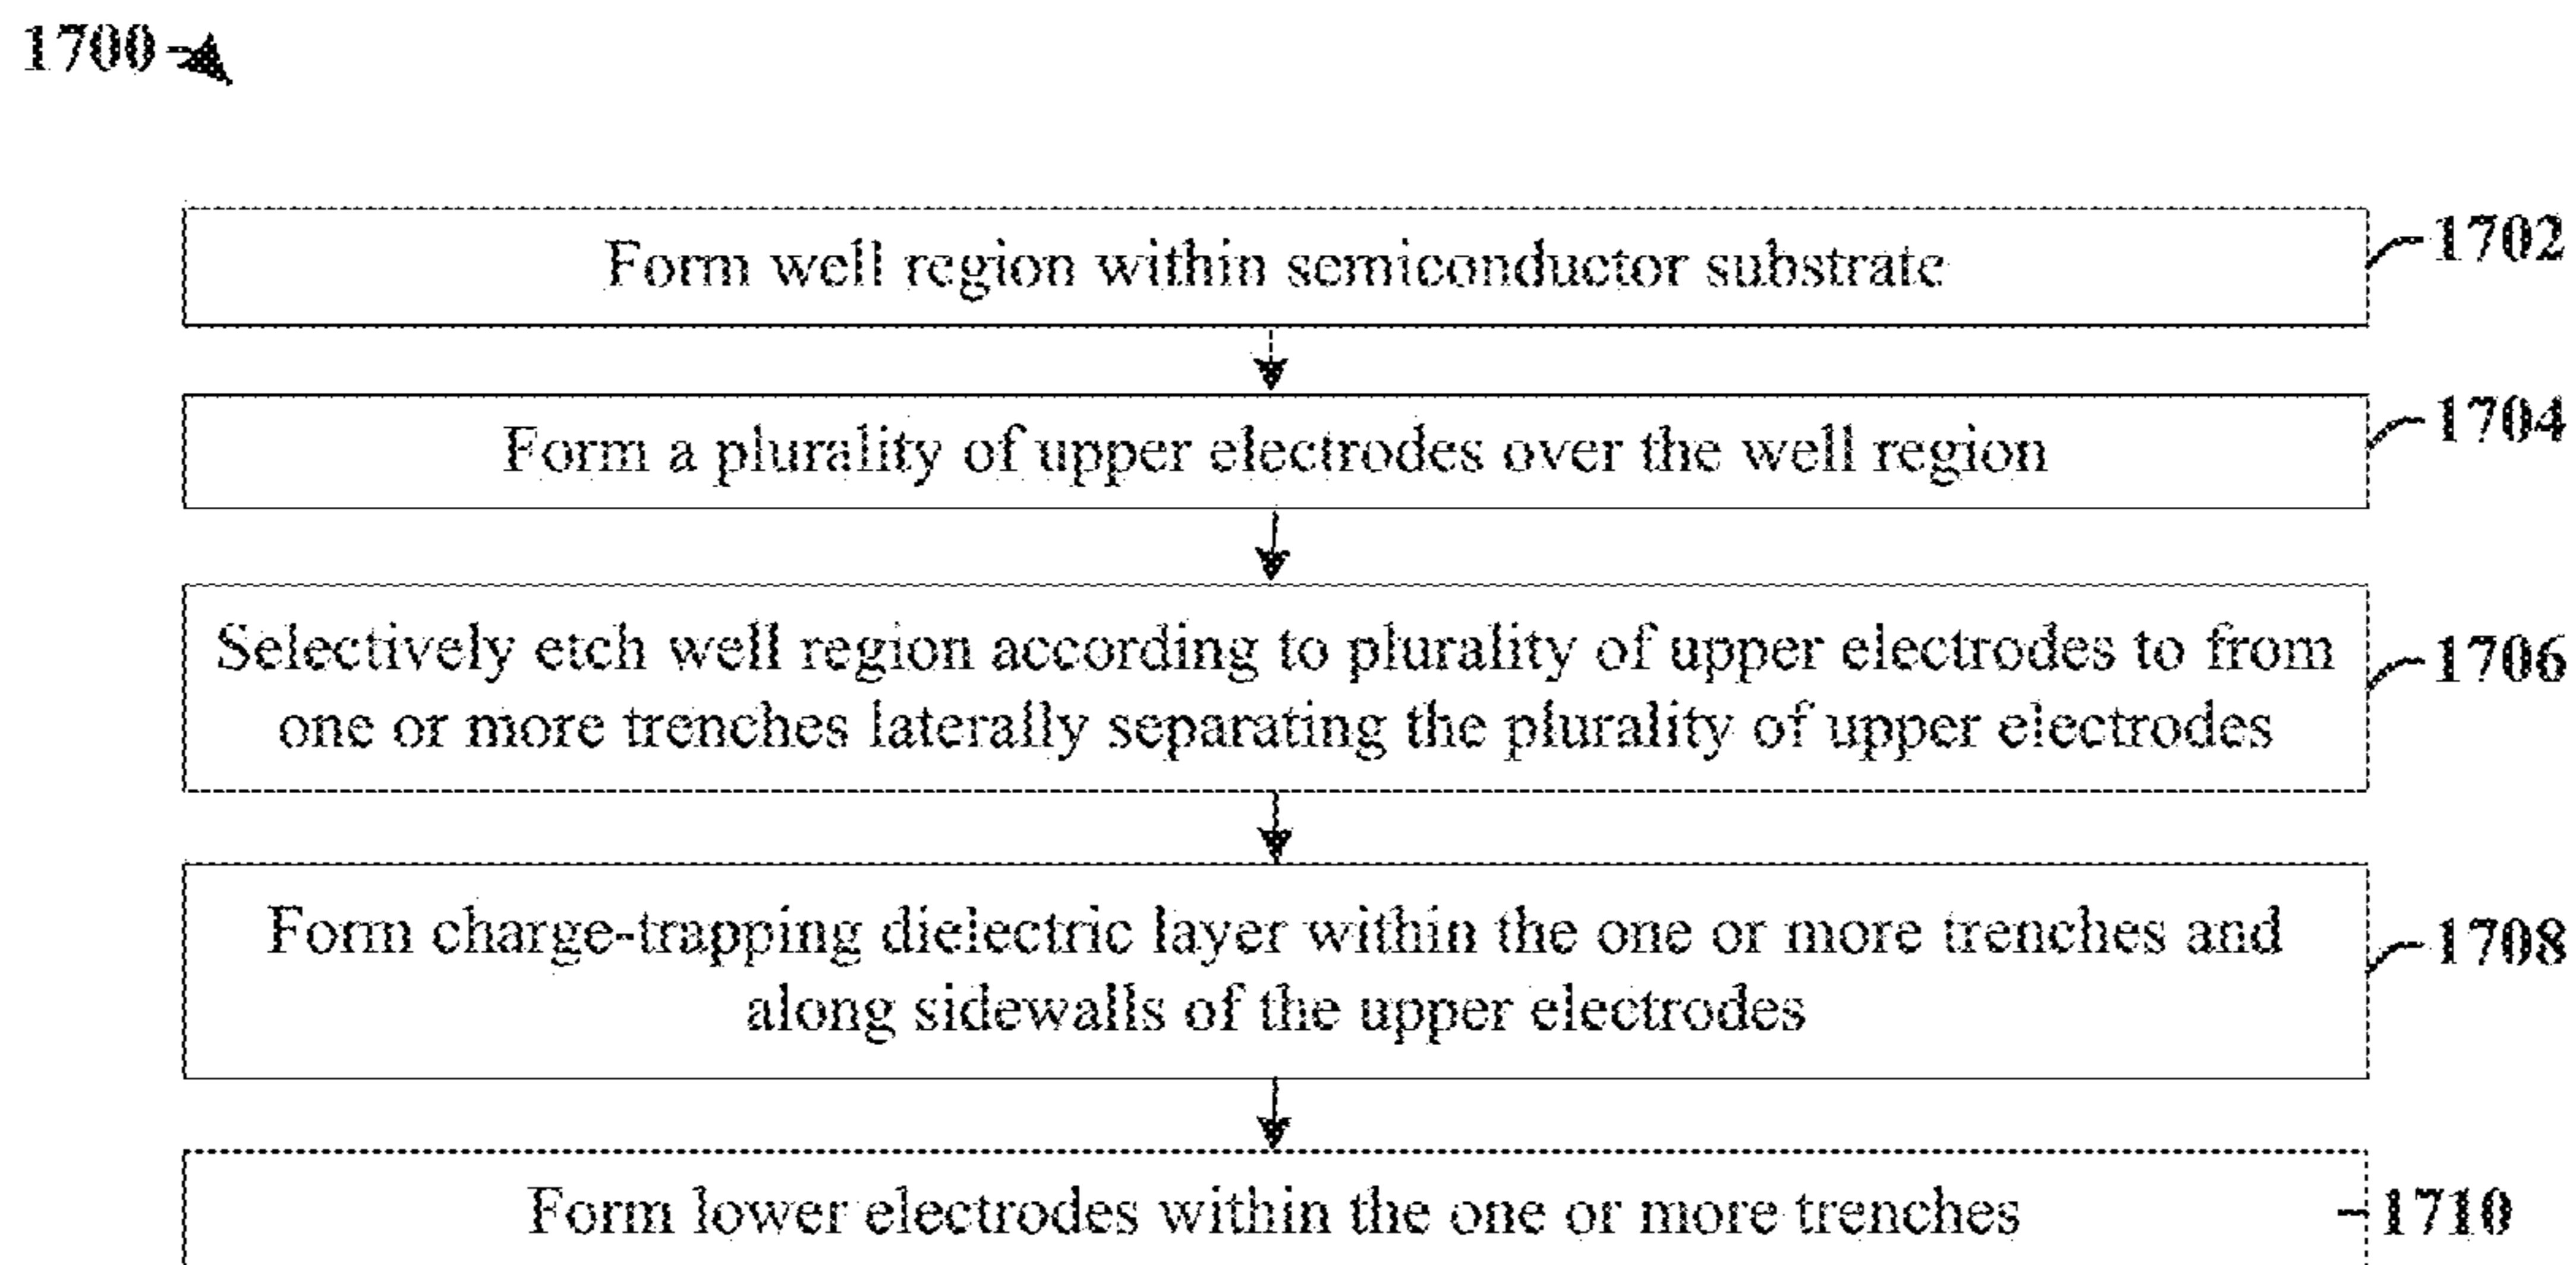 1700
Form well region within semiconductor substrate
1702
Form a plurality of upper electrodes over the well region
1704
Selectively etch well region according to plurality of upper electrodes to from
one or more trenches laterally separating the plurality of upper electrodes
1706
Form charge-trapping dielectric layer within the one or more trenches and
along sidewalls of the upper electrodes
1708
Form lower electrodes within the one or more trenches
1710